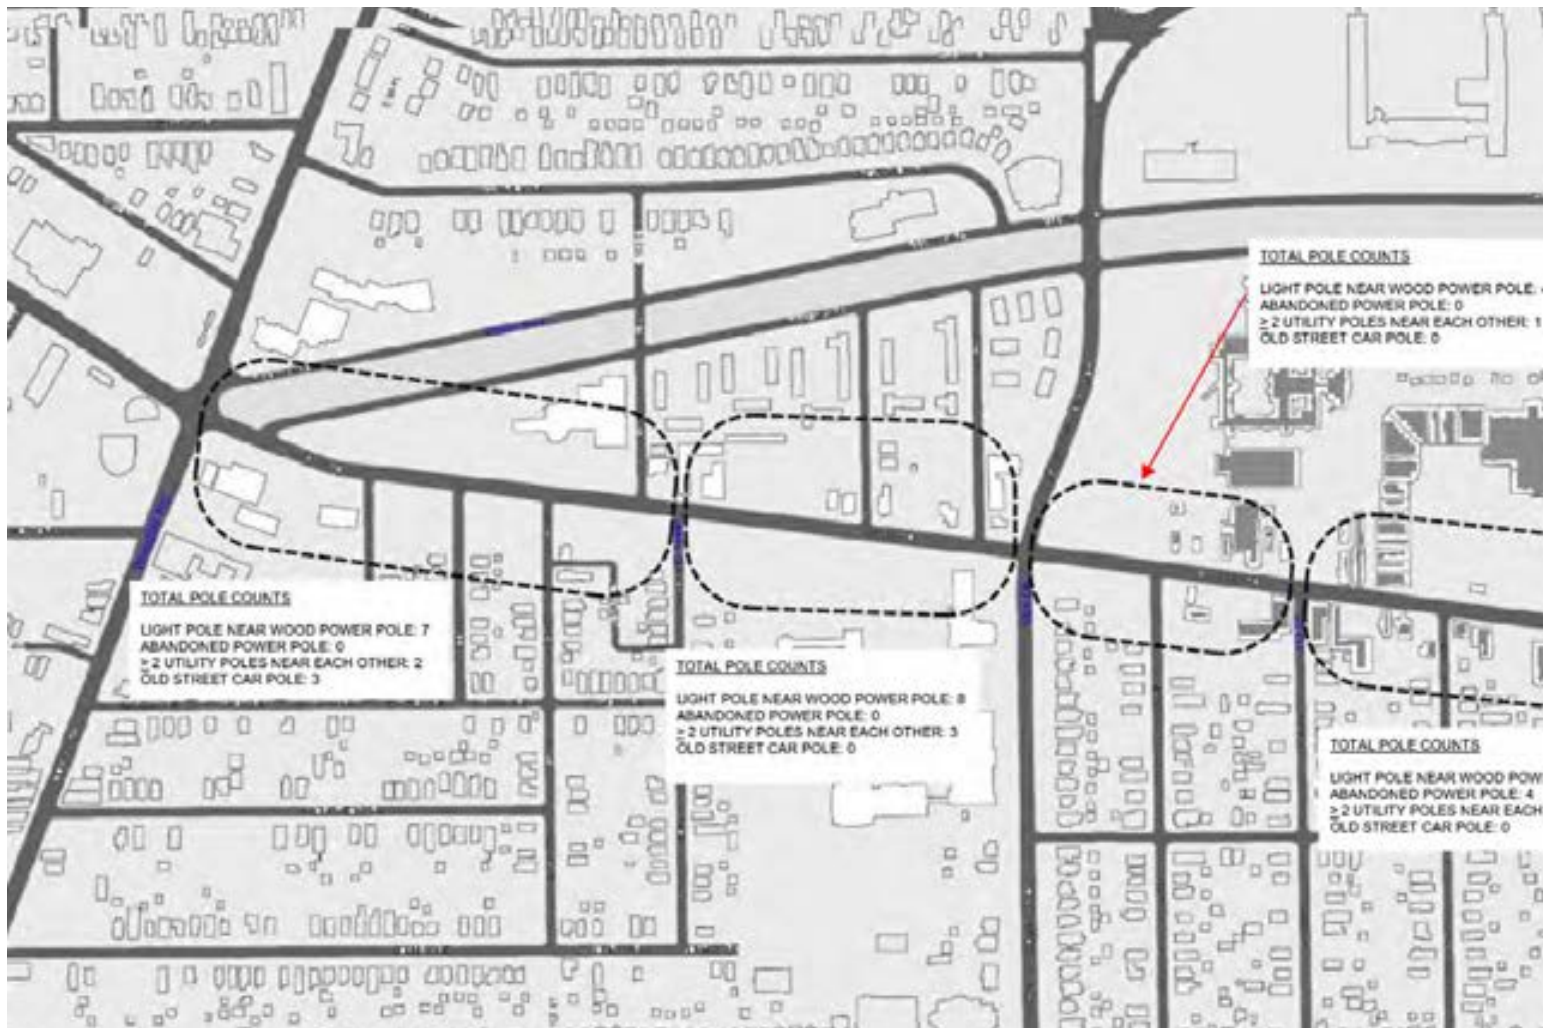 TOTAL POLE COUNTS
LIGHT POLE NEAR WOOD POWER POLE:
ABANDONED POWER POLE: 0
≥ 2 UTILITY POLES NEAR EACH OTHER: 1
OLD STREET CAR POLE: 0
TOTAL POLE COUNTS
LIGHT POLE NEAR WOOD POWER POLE: 7
ABANDONED POWER POLE: 0
≥ 2 UTILITY POLES NEAR EACH OTHER: 2
OLD STREET CAR POLE: 3
TOTAL POLE COUNTS
LIGHT POLE NEAR WOOD POWER POLE: 8
ABANDONED POWER POLE: 0
≥ 2 UTILITY POLES NEAR EACH OTHER: 3
OLD STREET CAR POLE: 0
TOTAL POLE COUNTS
LIGHT POLE NEAR WOOD POW
ABANDONED POWER POLE: 4
≥ 2 UTILITY POLES NEAR EACH
OLD STREET CAR POLE: 0